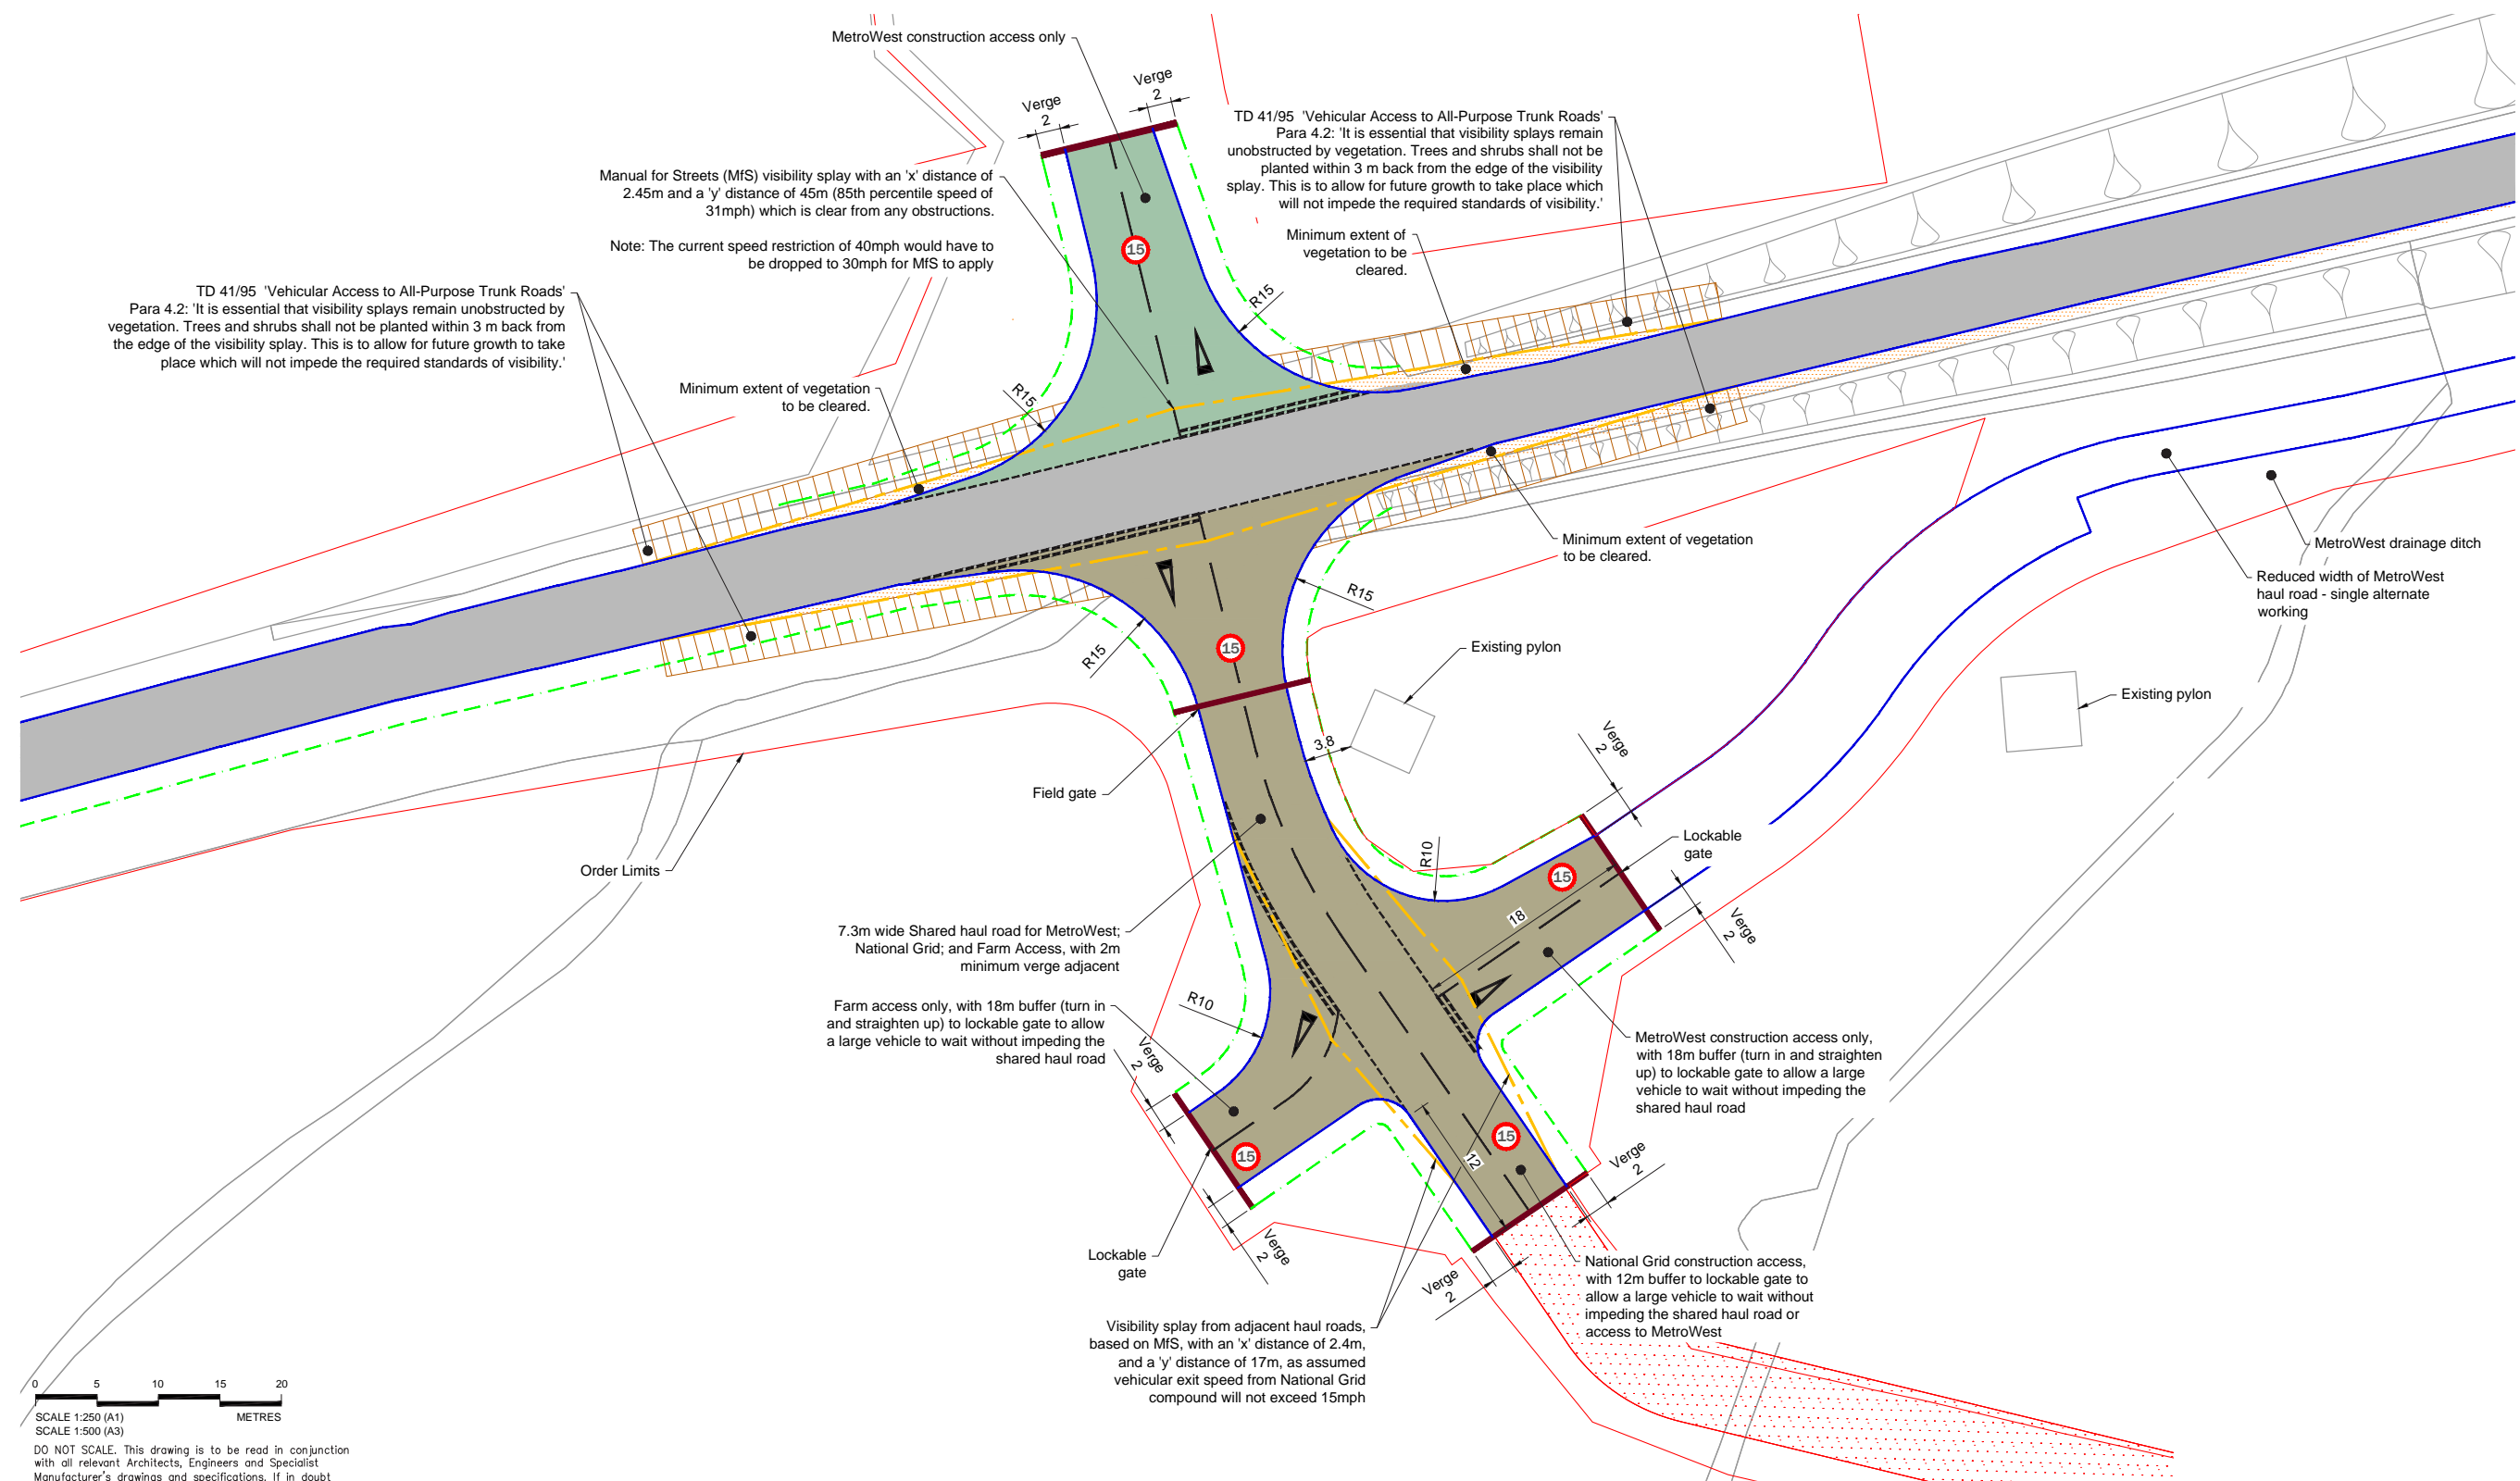 MetroWest construction access only
Verge
2
Verge
2
TD 41/95 'Vehicular Access to All-Purpose Trunk Roads'
Para 4.2: 'It is essential that visibility splays remain
unobstructed by vegetation. Trees and shrubs shall not be
planted within 3 m back from the edge of the visibility
splay. This is to allow for future growth to take place which
will not impede the required standards of visibility.'
Manual for Streets (MfS) visibility splay with an 'x' distance of
2.45m and a 'y' distance of 45m (85th percentile speed of
31mph) which is clear from any obstructions.
Note: The current speed restriction of 40mph would have to
be dropped to 30mph for MfS to apply
15
Minimum extent of
vegetation to be
cleared.
TD 41/95 'Vehicular Access to All-Purpose Trunk Roads'
Para 4.2: 'It is essential that visibility splays remain unobstructed by
vegetation. Trees and shrubs shall not be planted within 3 m back from
the edge of the visibility splay. This is to allow for future growth to take
place which will not impede the required standards of visibility.'
R15
Minimum extent of vegetation
to be cleared.
R15
Minimum extent of vegetation
to be cleared.
MetroWest drainage ditch
Reduced width of MetroWest
haul road - single alternate
working
R15
R15
15
Existing pylon
Existing pylon
3.8
Verge
2
Field gate
Order Limits
Lockable
gate
R10
15
18
Verge
2
7.3m wide Shared haul road for MetroWest;
National Grid; and Farm Access, with 2m
minimum verge adjacent
Farm access only, with 18m buffer (turn in
and straighten up) to lockable gate to allow
a large vehicle to wait without impeding the
shared haul road
R10
Verge
2
MetroWest construction access only,
with 18m buffer (turn in and straighten
up) to lockable gate to allow a large
vehicle to wait without impeding the
shared haul road
15
15
12
Verge
2
Lockable
gate
Verge
2
Verge
2
National Grid construction access,
with 12m buffer to lockable gate to
allow a large vehicle to wait without
impeding the shared haul road or
access to MetroWest
Visibility splay from adjacent haul roads,
based on MfS, with an 'x' distance of 2.4m,
and a 'y' distance of 17m, as assumed
vehicular exit speed from National Grid
compound will not exceed 15mph
0 5 10 15 20
SCALE 1:250 (A1) METRES
SCALE 1:500 (A3)
DO NOT SCALE. This drawing is to be read in conjunction
with all relevant Architects, Engineers and Specialist
Manufacturer's drawings and specifications. If in doubt